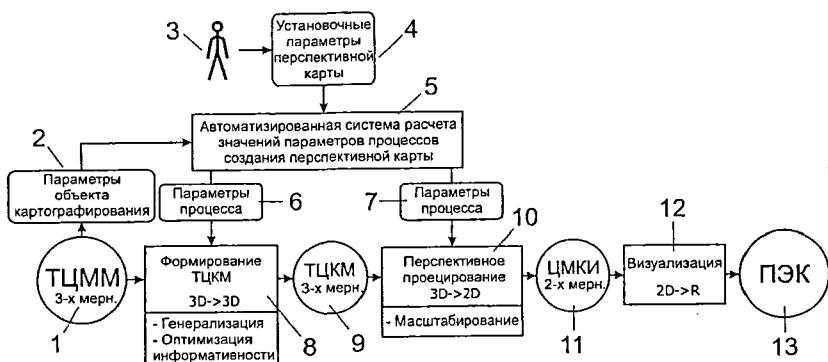 3
4
Установочные
параметры
перспективной
карты
5
Автоматизированная система расчета
значений параметров процессов
создания перспективной карты
2
Параметры
объекта
картографирования
Параметры
процесса
6
7
Параметры
процесса
10
12
ТЦММ
3-х мерн.
1
Формирование
ТЦКМ
3D->3D
- Генерализация
- Оптимизация
информативности
8
ТЦКМ
3-х мерн.
9
Перспективное
проецирование
3D->2D
- Масштабирование
ЦМКИ
2-х мерн.
11
Визуализация
2D->R
ПЭК
13